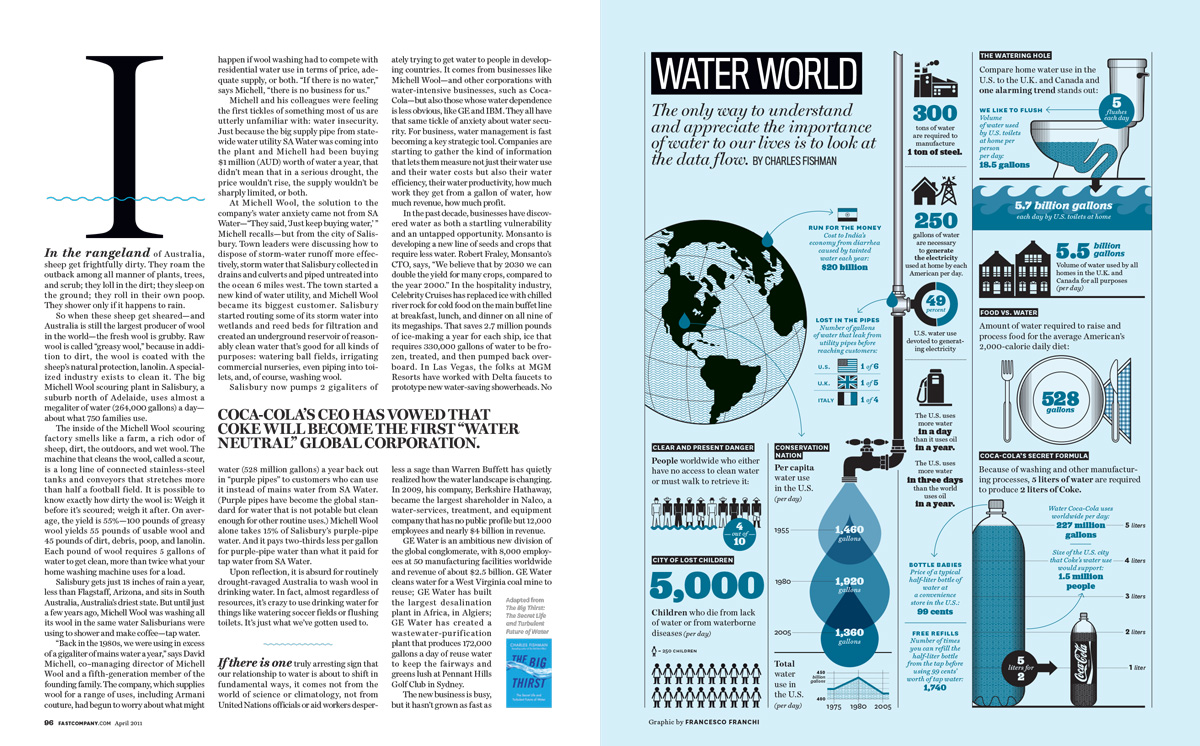 I
In the rangeland of Australia,
sheep get frightfully dirty. They roam the
outback among all manner of plants, trees,
and scrub; they loll in the dirt; they sleep on
the ground; they roll in their own poop.
They shower only if it happens to rain.
So when these sheep get sheared—and
Australia is still the largest producer of wool
in the world—the fresh wool is grubby. Raw
wool is called "greasy wool," because in addi-
tion to dirt, the wool is coated with the
sheep's natural protection, lanolin. A special-
ized industry exists to clean it. The big
Michell Wool scouring plant in Salisbury, a
suburb north of Adelaide, uses almost a
megaliter of water (264,000 gallons) a day—
about what 750 families use.
The inside of the Michell Wool scouring
factory smells like a farm, a rich odor of
sheep, dirt, the outdoors, and wet wool. The
machine that cleans the wool, called a scour,
is a long line of connected stainless-steel
tanks and conveyors that stretches more
than half a football field. It is possible to
know exactly how dirty the wool is: Weigh it
before it's scoured; weigh it after. On aver-
age, the yield is 55%—100 pounds of greasy
wool yields 55 pounds of usable wool and
45 pounds of dirt, debris, poop, and lanolin.
Each pound of wool requires 5 gallons of
water to get clean, more than twice what your
home washing machine uses for a load.
Salisbury gets just 18 inches of rain a year,
less than Flagstaff, Arizona, and sits in South
Australia, Australia's driest state. But until just
a few years ago, Michell Wool was washing all
its wool in the same water Salisburians were
using to shower and make coffee—tap water.
"Back in the 1980s, we were using in excess
of a gigaliter of mains water a year," says David
Michell, co-managing director of Michell
Wool and a fifth-generation member of the
founding family. The company, which supplies
wool for a range of uses, including Armani
couture, had begun to worry about what might
happen if wool washing had to compete with
residential water use in terms of price, ade-
quate supply, or both. "If there is no water,"
says Michell, "there is no business for us."
Michell and his colleagues were feeling
the first tickles of something most of us are
utterly unfamiliar with: water insecurity.
Just because the big supply pipe from state-
wide water utility SA Water was coming into
the plant and Michell had been buying
$1 million (AUD) worth of water a year, that
didn't mean that in a serious drought, the
price wouldn't rise, the supply wouldn't be
sharply limited, or both.
At Michell Wool, the solution to the
company's water anxiety came not from SA
Water—"They said, 'Just keep buying water,'"
Michell recalls—but from the city of Salis-
bury. Town leaders were discussing how to
dispose of storm-water runoff more effec-
tively, storm water that Salisbury collected in
drains and culverts and piped untreated into
the ocean 6 miles west. The town started a
new kind of water utility, and Michell Wool
became its biggest customer. Salisbury
started routing some of its storm water into
wetlands and reed beds for filtration and
created an underground reservoir of reason-
ably clean water that's good for all kinds of
purposes: watering ball fields, irrigating
commercial nurseries, even piping into toi-
lets, and, of course, washing wool.
Salisbury now pumps 2 gigaliters of
COCA-COLA'S CEO HAS VOWED THAT
COKE WILL BECOME THE FIRST "WATER
NEUTRAL" GLOBAL CORPORATION.
water (528 million gallons) a year back out
in "purple pipes" to customers who can use
it instead of mains water from SA Water.
(Purple pipes have become the global stan-
dard for water that is not potable but clean
enough for other routine uses.) Michell Wool
alone takes 15% of Salisbury's purple-pipe
water. And it pays two-thirds less per gallon
for purple-pipe water than what it paid for
tap water from SA Water.
Upon reflection, it is absurd for routinely
drought-ravaged Australia to wash wool in
drinking water. In fact, almost regardless of
resources, it's crazy to use drinking water for
things like watering soccer fields or flushing
toilets. It's just what we've gotten used to.
If there is one truly arresting sign that
our relationship to water is about to shift in
fundamental ways, it comes not from the
world of science or climatology, not from
United Nations officials or aid workers desper-
ately trying to get water to people in develop-
ing countries. It comes from businesses like
Michell Wool—and other corporations with
water-intensive businesses, such as Coca-
Cola—but also those whose water dependence
is less obvious, like GE and IBM. They all have
that same tickle of anxiety about water secu-
rity. For business, water management is fast
becoming a key strategic tool. Companies are
starting to gather the kind of information
that lets them measure not just their water use
and their water costs but also their water
efficiency, their water productivity, how much
work they get from a gallon of water, how
much revenue, how much profit.
In the past decade, businesses have discov-
ered water as both a startling vulnerability
and an untapped opportunity. Monsanto is
developing a new line of seeds and crops that
require less water. Robert Fraley, Monsanto's
CTO, says, "We believe that by 2030 we can
double the yield for many crops, compared to
the year 2000." In the hospitality industry,
Celebrity Cruises has replaced ice with chilled
river rock for cold food on the main buffet line
at breakfast, lunch, and dinner on all nine of
its megaships. That saves 2.7 million pounds
of ice-making a year for each ship, ice that
requires 330,000 gallons of water to be fro-
zen, treated, and then pumped back over-
board. In Las Vegas, the folks at MGM
Resorts have worked with Delta faucets to
prototype new water-saving showerheads. No
less a sage than Warren Buffett has quietly
realized how the water landscape is changing.
In 2009, his company, Berkshire Hathaway,
became the largest shareholder in Nalco, a
water-services, treatment, and equipment
company that has no public profile but 12,000
employees and nearly $4 billion in revenue.
GE Water is an ambitious new division of
the global conglomerate, with 8,000 employ-
ees at 50 manufacturing facilities worldwide
and revenue of about $2.5 billion. GE Water
cleans water for a West Virginia coal mine to
reuse; GE Water has built
the largest desalination
plant in Africa, in Algiers;
GE Water has created a
wastewater-purification
plant that produces 172,000
gallons a day of reuse water
to keep the fairways and
greens lush at Pennant Hills
Golf Club in Sydney.
The new business is busy,
but it hasn't grown as fast as
Adapted from
The Big Thirst:
The Secret Life
and Turbulent
Future of Water
CHARLES FISHMAN
THE BIG
THIRST
96 FASTCOMPANY.COM April 2011
WATER WORLD
The only way to understand
and appreciate the importance
of water to our lives is to look at
the data flow. BY CHARLES FISHMAN
RUN FOR THE MONEY
Cost to India's
economy from diarrhea
caused by tainted
water each year:
$20 billion
LOST IN THE PIPES
Number of gallons
of water that leak from
utility pipes before
reaching customers:
U.S. 1 of 6
U.K. 1 of 5
ITALY 1 of 4
CLEAR AND PRESENT DANGER
People worldwide who either
have no access to clean water
or must walk to retrieve it:
4
out of
10
CITY OF LOST CHILDREN
5,000
Children who die from lack
of water or from waterborne
diseases (per day)
= 250 CHILDREN
CONSERVATION
NATION
Per capita
water use
in the U.S.
(per day)
1955
1,460
gallons
1980
1,920
gallons
2005
1,360
gallons
Total
water
use in
the U.S.
(per day)
450
billion
gallons
400
1975 1980 2005
300
tons of water
are required to
manufacture
1 ton of steel.
250
gallons of water
are necessary
to generate
the electricity
used at home by each
American per day.
49
percent
U.S. water use
devoted to generat-
ing electricity
The U.S. uses
more water
in a day
than it uses oil
in a year.
The U.S. uses
more water
in three days
than the world
uses oil
in a year.
THE WATERING HOLE
Compare home water use in the
U.S. to the U.K. and Canada and
one alarming trend stands out:
WE LIKE TO FLUSH
Volume
of water used
by U.S. toilets
at home per
person
per day:
18.5 gallons
5
flushes
each day
5.7 billion gallons
each day by U.S. toilets at home
5.5 billion
gallons
Volume of water used by all
homes in the U.K. and
Canada for all purposes
(per day)
FOOD VS. WATER
Amount of water required to raise and
process food for the average American's
2,000-calorie daily diet:
528
gallons
COCA-COLA'S SECRET FORMULA
Because of washing and other manufactur-
ing processes, 5 liters of water are required
to produce 2 liters of Coke.
Water Coca-Cola uses
worldwide per day:
227 million
gallons
Size of the U.S. city
that Coke's water use
would support:
1.5 million
people
5 liters
4 liters
3 liters
2 liters
1 liter
BOTTLE BABIES
Price of a typical
half-liter bottle of
water at
a convenience
store in the U.S.:
99 cents
FREE REFILLS
Number of times
you can refill the
half-liter bottle
from the tap before
using 99 cents'
worth of tap water:
1,740
5
liters for
2
Coca-Cola
Graphic by FRANCESCO FRANCHI